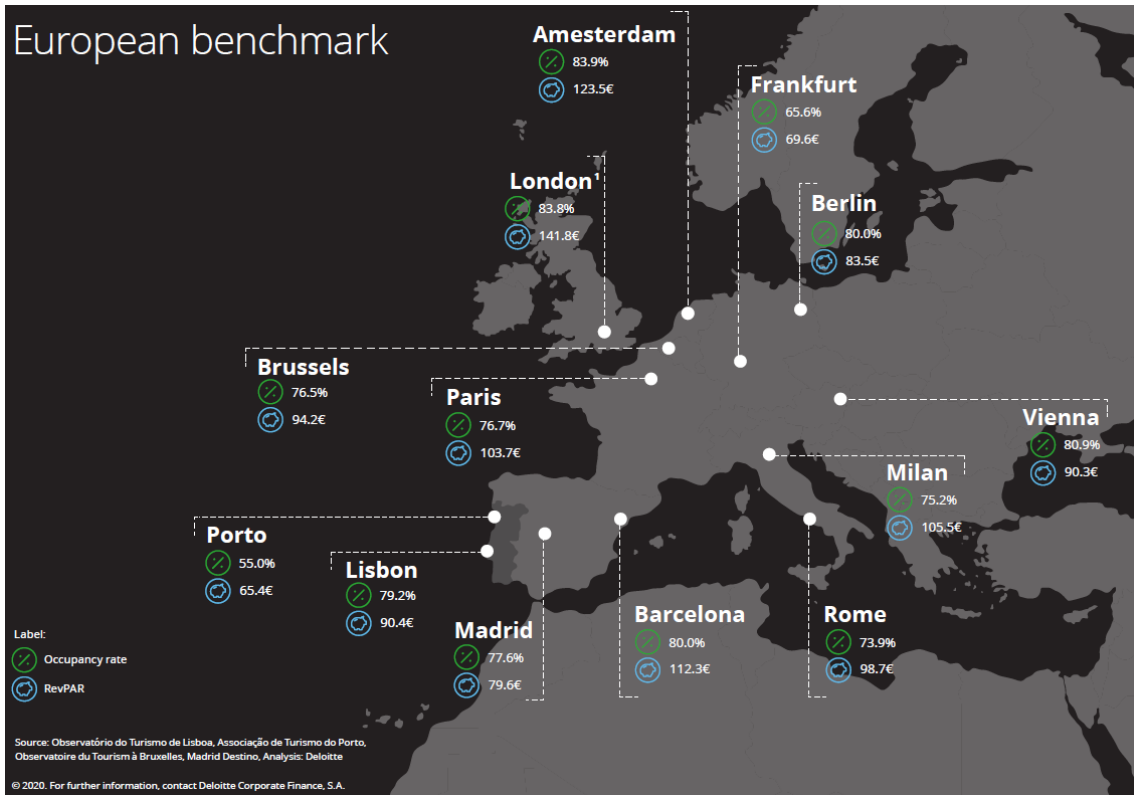 European benchmark
Amesterdam
83.9%
123.5€
Frankfurt
65.6%
69.6€
London¹
83.8%
141.8€
Berlin
80.0%
83.5€
Brussels
76.5%
94.2€
Paris
76.7%
103.7€
Vienna
80.9%
90.3€
Milan
75.2%
105.5€
Porto
55.0%
65.4€
Lisbon
79.2%
90.4€
Madrid
77.6%
79.6€
Barcelona
80.0%
112.3€
Rome
73.9%
98.7€
Label:
Occupancy rate
RevPAR
Source: Observatório do Turismo de Lisboa, Associação de Turismo do Porto,
Observatoire du Tourism à Bruxelles, Madrid Destino, Analysis: Deloitte
© 2020. For further information, contact Deloitte Corporate Finance, S.A.